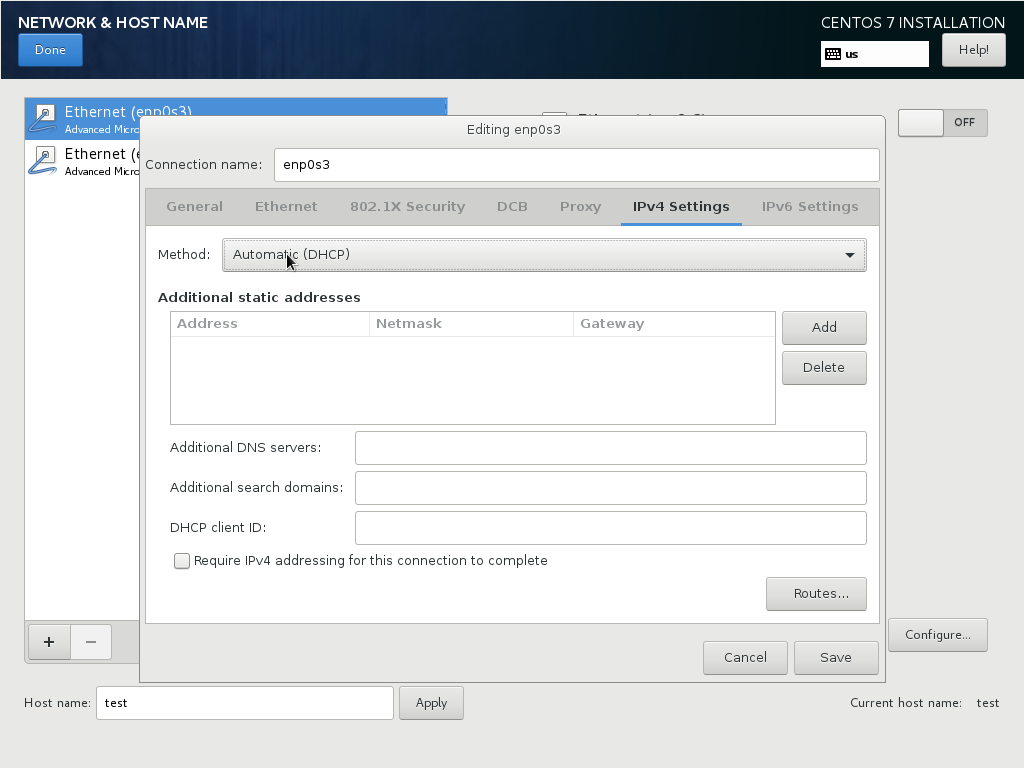 NETWORK & HOST NAME
CENTOS 7 INSTALLATION
Done
us
Help!
Ethernet (enp0s3)
Advanced Micro
Ethernet (e
Advanced Micro
OFF
Editing enp0s3
Connection name: enp0s3
General Ethernet 802.1X Security DCB Proxy IPv4 Settings IPv6 Settings
Method: Automatic (DHCP)
Additional static addresses
Address Netmask Gateway
Add
Delete
Additional DNS servers:
Additional search domains:
DHCP client ID:
Require IPv4 addressing for this connection to complete
Routes...
+ −
Configure...
Cancel Save
Host name: test Apply
Current host name: test